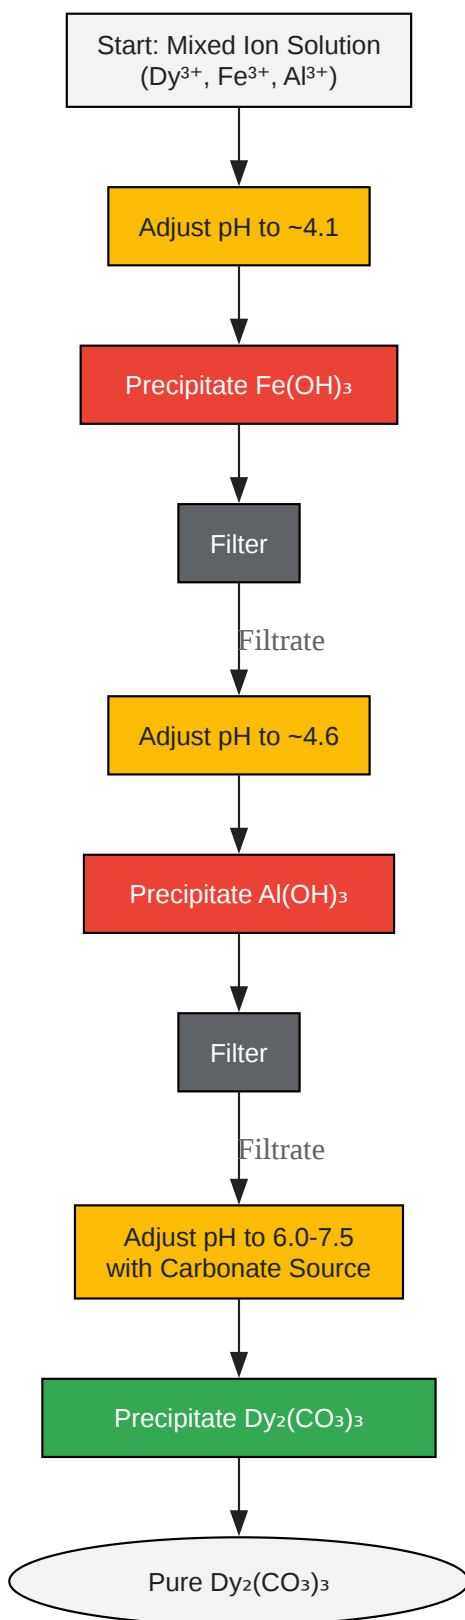 Start: Mixed Ion Solution
(Dy³⁺, Fe³⁺, Al³⁺)
Adjust pH to ~4.1
Precipitate Fe(OH)₃
Filter
Filtrate
Adjust pH to ~4.6
Precipitate Al(OH)₃
Filter
Filtrate
Adjust pH to 6.0-7.5
with Carbonate Source
Precipitate Dy₂(CO₃)₃
Pure Dy₂(CO₃)₃